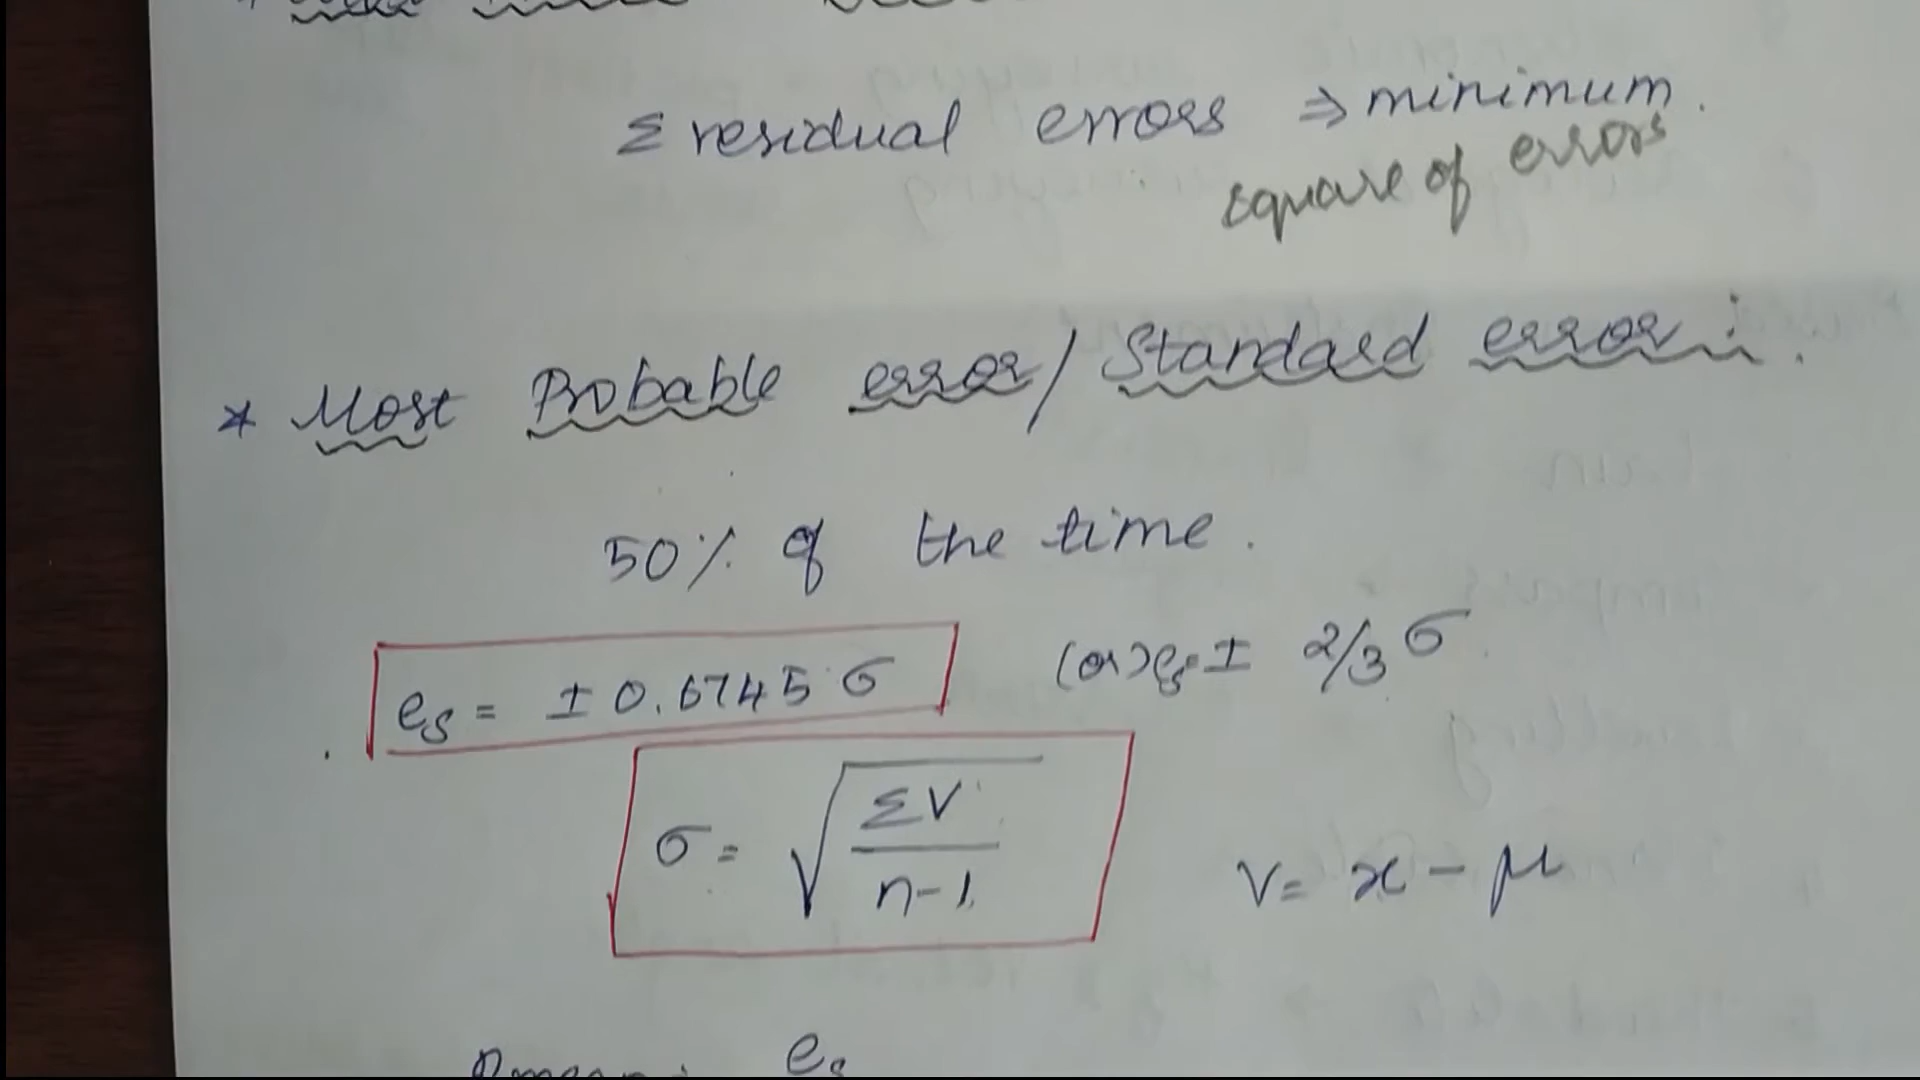 Σ residual errors ⇒ minimum.
square of errors
* Most Probable error/Standard error:.
50% of the time.
es = ± 0.6745 σ (or) es = ± 2/3 σ
σ = √(ΣV / n-1) V = x - μ
es